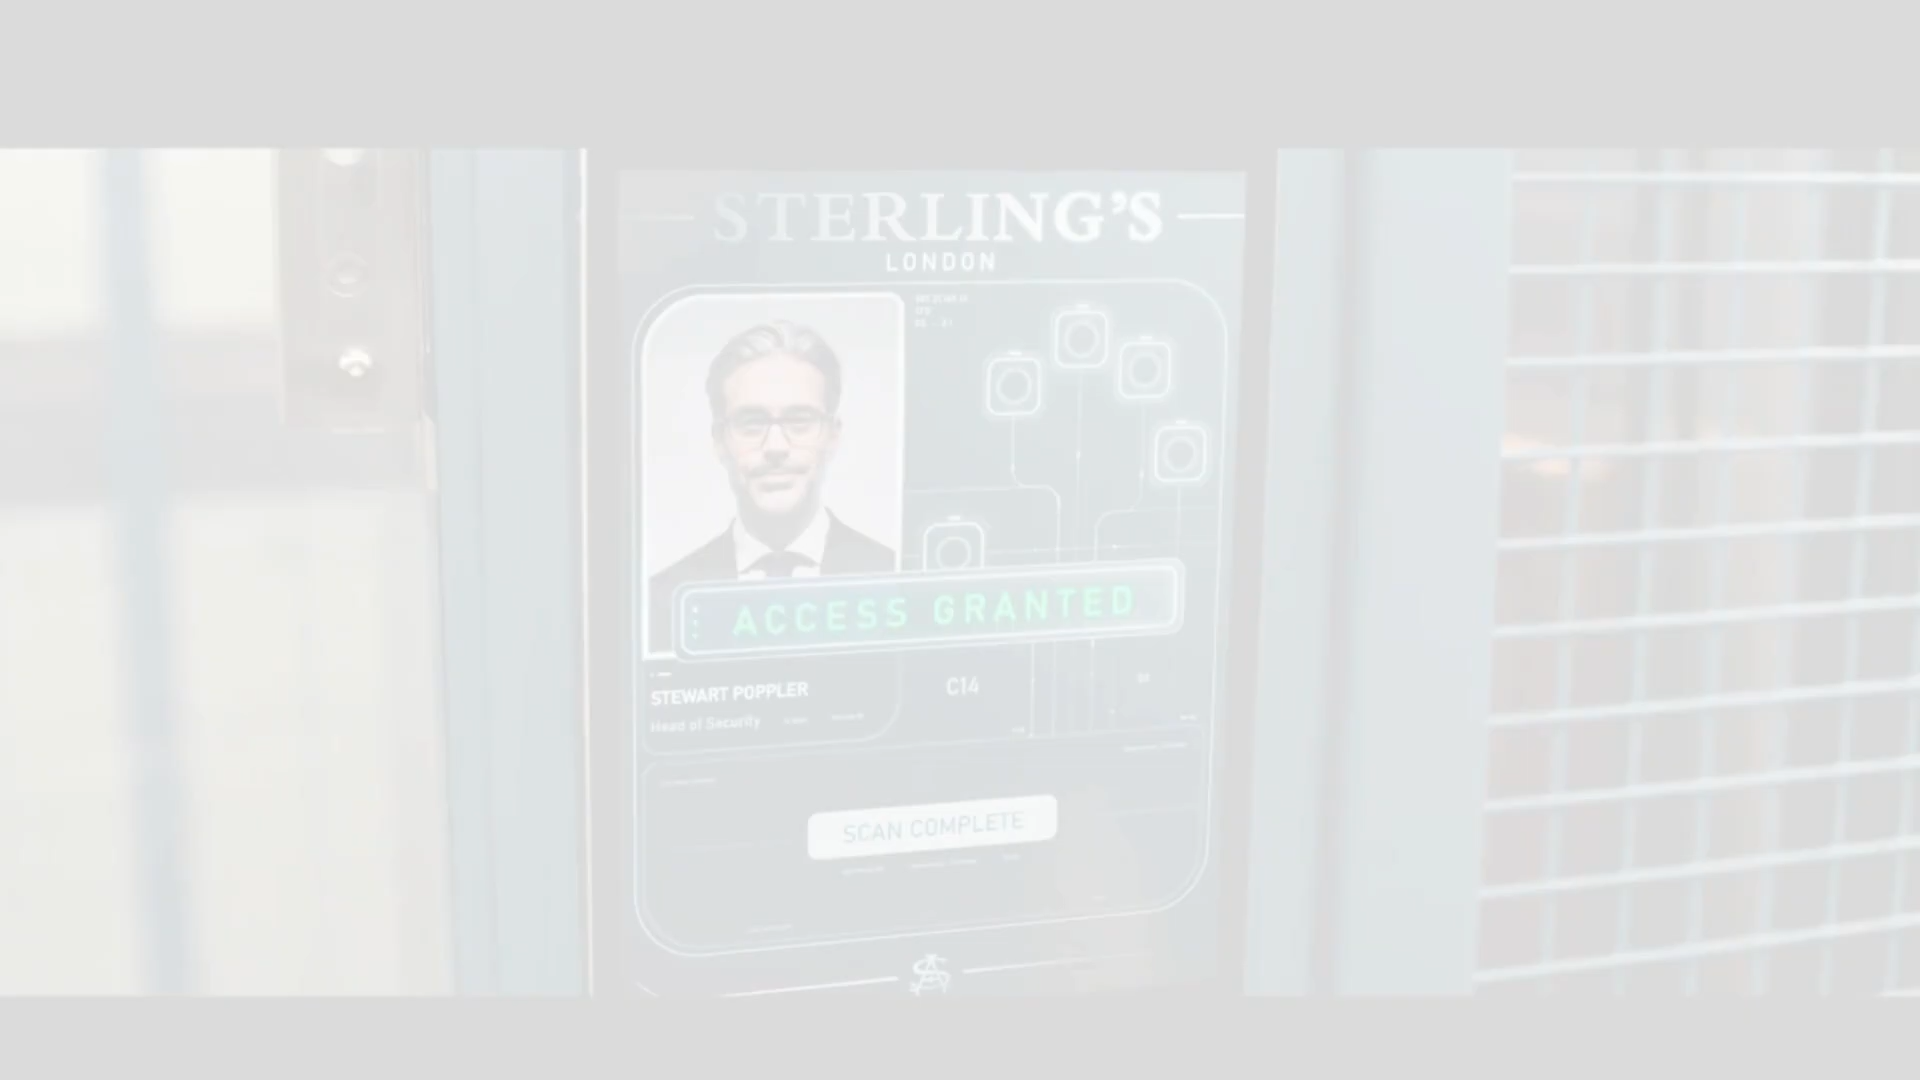 STERLING'S
LONDON
ACCESS GRANTED
STEWART POPPLER
C14
Head of Security
SCAN COMPLETE